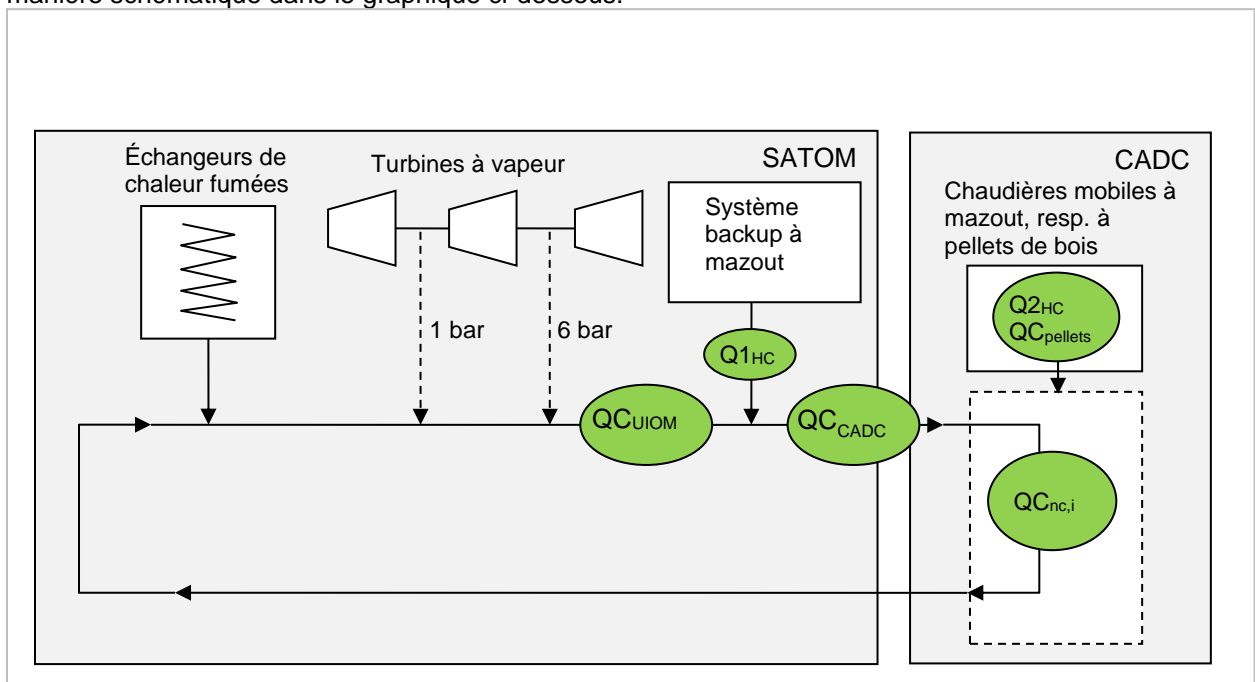 manière schématique dans le graphique ci-dessous.
Échangeurs de
chaleur fumées
Turbines à vapeur
SATOM
Système
backup à
mazout
CADC
Chaudières mobiles à
mazout, resp. à
pellets de bois
Q2HC
QCpellets
1 bar
6 bar
Q1HC
QCUIOM
QCCADC
QCnc,i